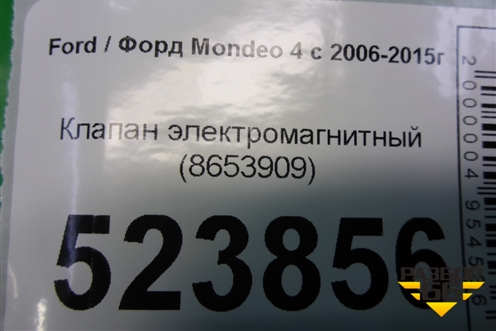 Ford / Форд Mondeo 4 с 2006-2015г
Клапан электромагнитный
(8653909)
523856